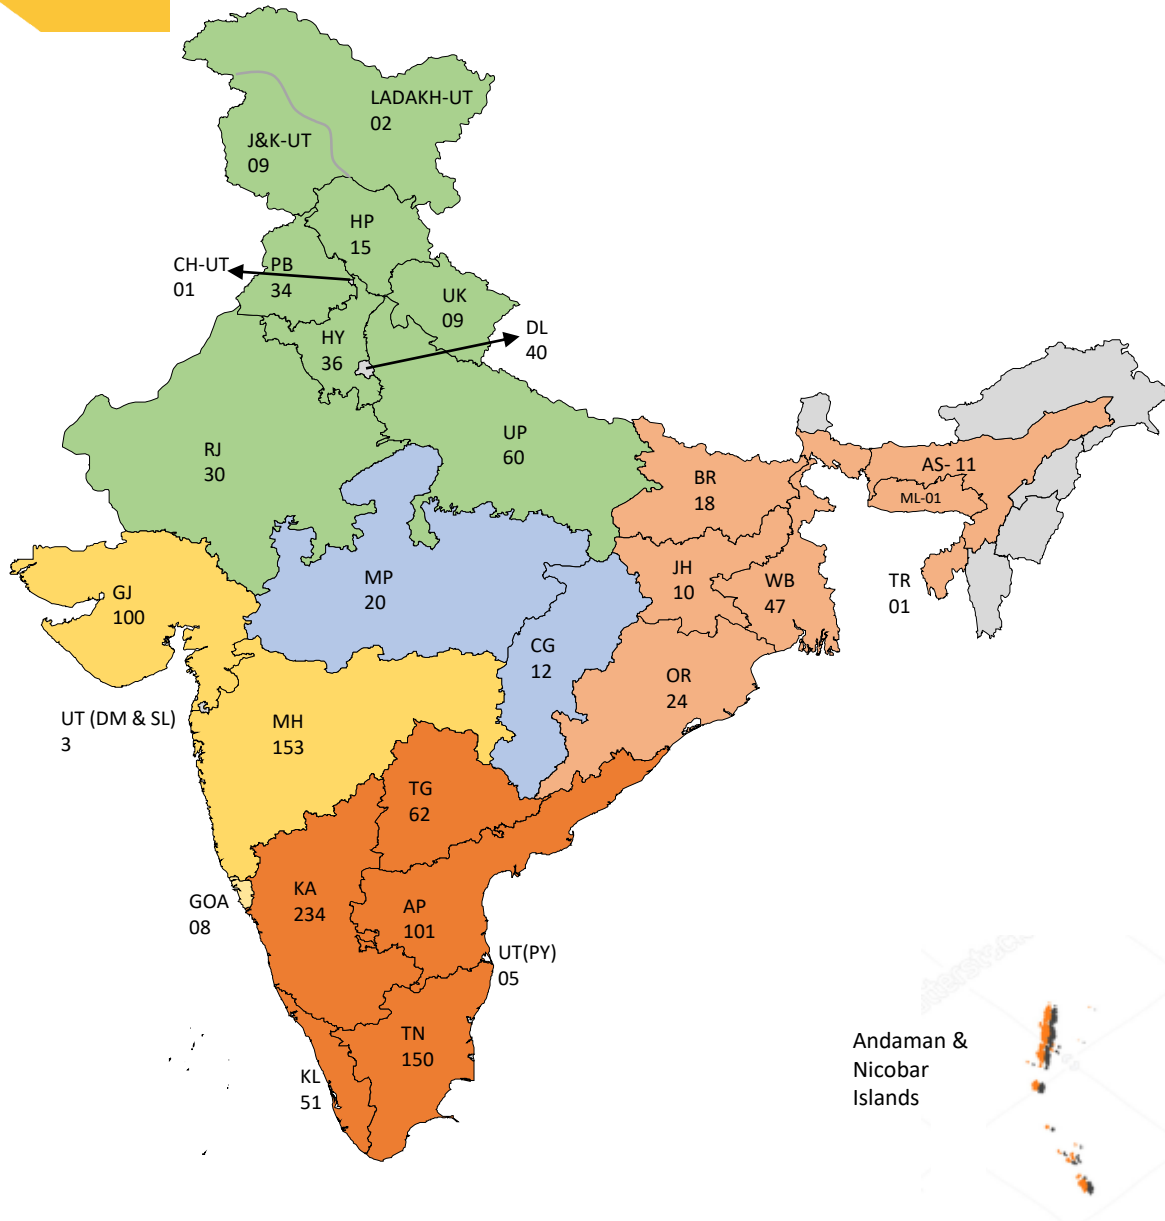 LADAKH-UT
02
J&K-UT
09
HP
15
CH-UT
01
PB
34
UK
09
DL
40
HY
36
RJ
30
UP
60
BR
18
AS- 11
ML-01
TR
01
JH
10
WB
47
MP
20
GJ
100
CG
12
OR
24
UT (DM & SL)
3
MH
153
TG
62
GOA
08
KA
234
AP
101
UT(PY)
05
TN
150
KL
51
Andaman &
Nicobar
Islands